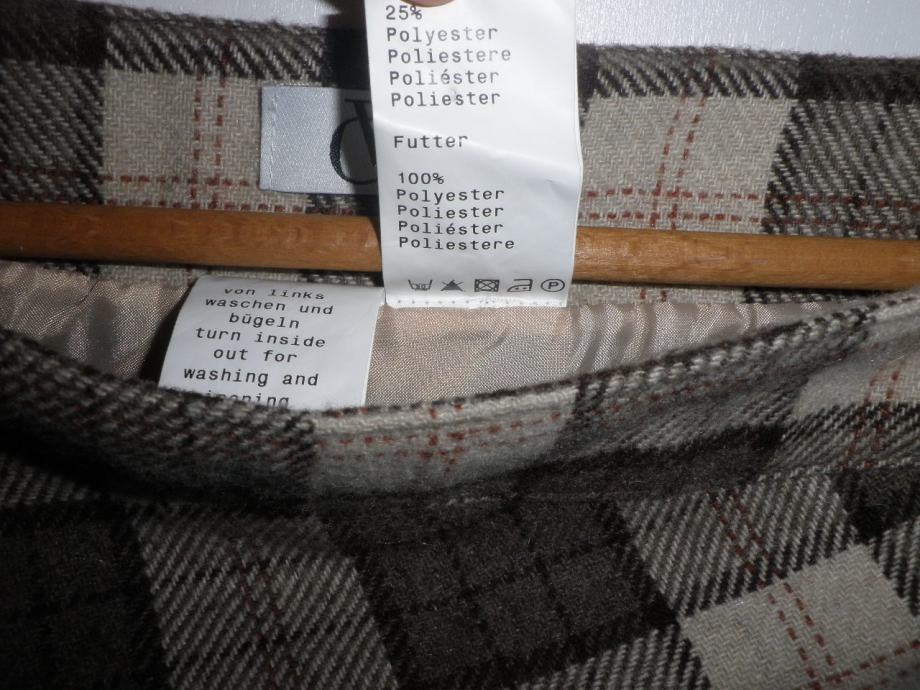 25%
Polyester
Poliestere
Poliéster
Poliester
Futter
100%
Polyester
Poliester
Poliéster
Poliestere
P
von links
waschen und
bügeln
turn inside
out for
washing and
ironing